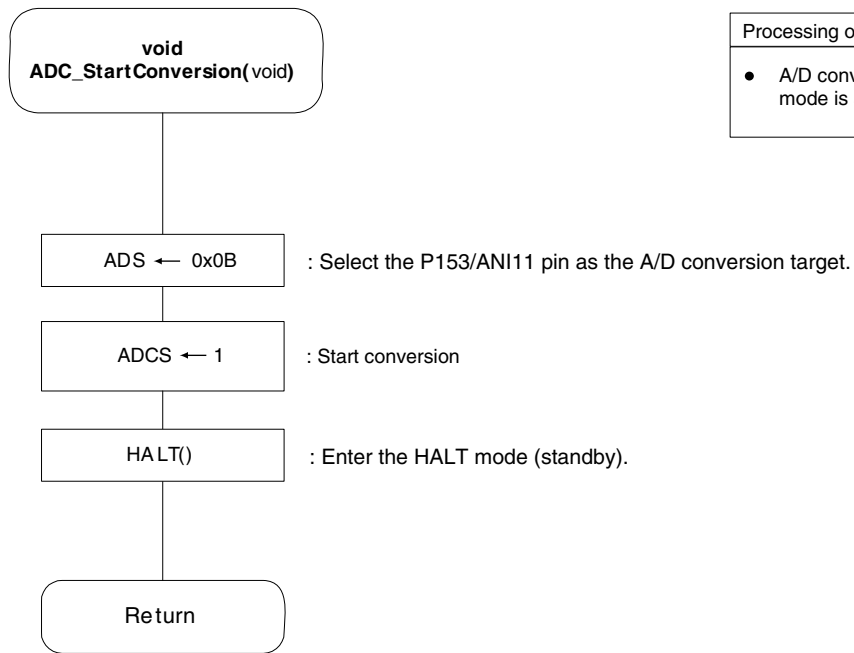 void
ADC_StartConversion(void)
Processing o
● A/D conv
mode is
ADS ← 0x0B
: Select the P153/ANI11 pin as the A/D conversion target.
ADCS ← 1
: Start conversion
HALT()
: Enter the HALT mode (standby).
Return